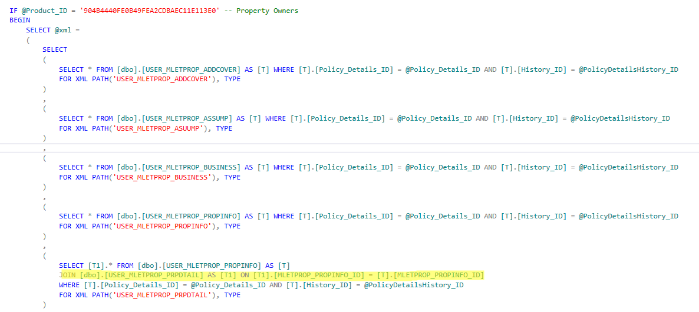 IF @Product_ID = '904B4440FE0B49FEA2CDBAEC11E113E0' -- Property Owners
BEGIN
SELECT @xml =
(
SELECT
(
SELECT * FROM [dbo].[USER_MLETPROP_ADDCOVER] AS [T] WHERE [T].[Policy_Details_ID] = @Policy_Details_ID AND [T].[History_ID] = @PolicyDetailsHistory_ID
FOR XML PATH('USER_MLETPROP_ADDCOVER'), TYPE
)
,
(
SELECT * FROM [dbo].[USER_MLETPROP_ASSUMP] AS [T] WHERE [T].[Policy_Details_ID] = @Policy_Details_ID AND [T].[History_ID] = @PolicyDetailsHistory_ID
FOR XML PATH('USER_MLETPROP_ASUUMP'), TYPE
)
,
(
SELECT * FROM [dbo].[USER_MLETPROP_BUSINESS] AS [T] WHERE [T].[Policy_Details_ID] = @Policy_Details_ID AND [T].[History_ID] = @PolicyDetailsHistory_ID
FOR XML PATH('USER_MLETPROP_BUSINESS'), TYPE
)
,
(
SELECT * FROM [dbo].[USER_MLETPROP_PROPINFO] AS [T] WHERE [T].[Policy_Details_ID] = @Policy_Details_ID AND [T].[History_ID] = @PolicyDetailsHistory_ID
FOR XML PATH('USER_MLETPROP_PROPINFO'), TYPE
)
,
(
SELECT [T1].* FROM [dbo].[USER_MLETPROP_PROPINFO] AS [T]
JOIN [dbo].[USER_MLETPROP_PRPDTAIL] AS [T1] ON [T1].[MLETPROP_PROPINFO_ID] = [T].[MLETPROP_PROPINFO_ID]
WHERE [T].[Policy_Details_ID] = @Policy_Details_ID AND [T].[History_ID] = @PolicyDetailsHistory_ID
FOR XML PATH('USER_MLETPROP_PRPDTAIL'), TYPE
)